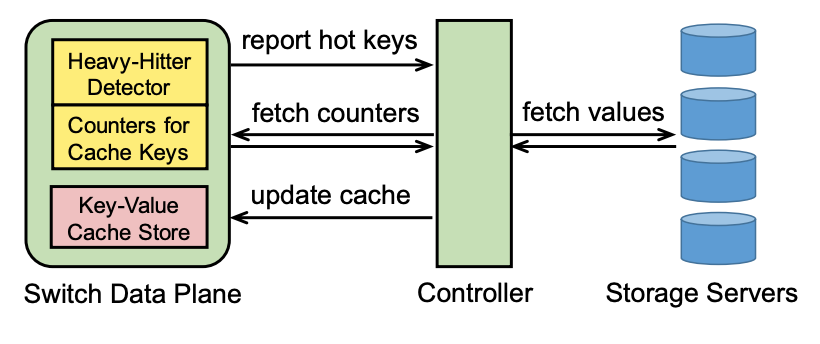 report hot keys
Heavy-Hitter
Detector
fetch counters
fetch values
Counters for
Cache Keys
update cache
Key-Value
Cache Store
Switch Data Plane
Controller
Storage Servers